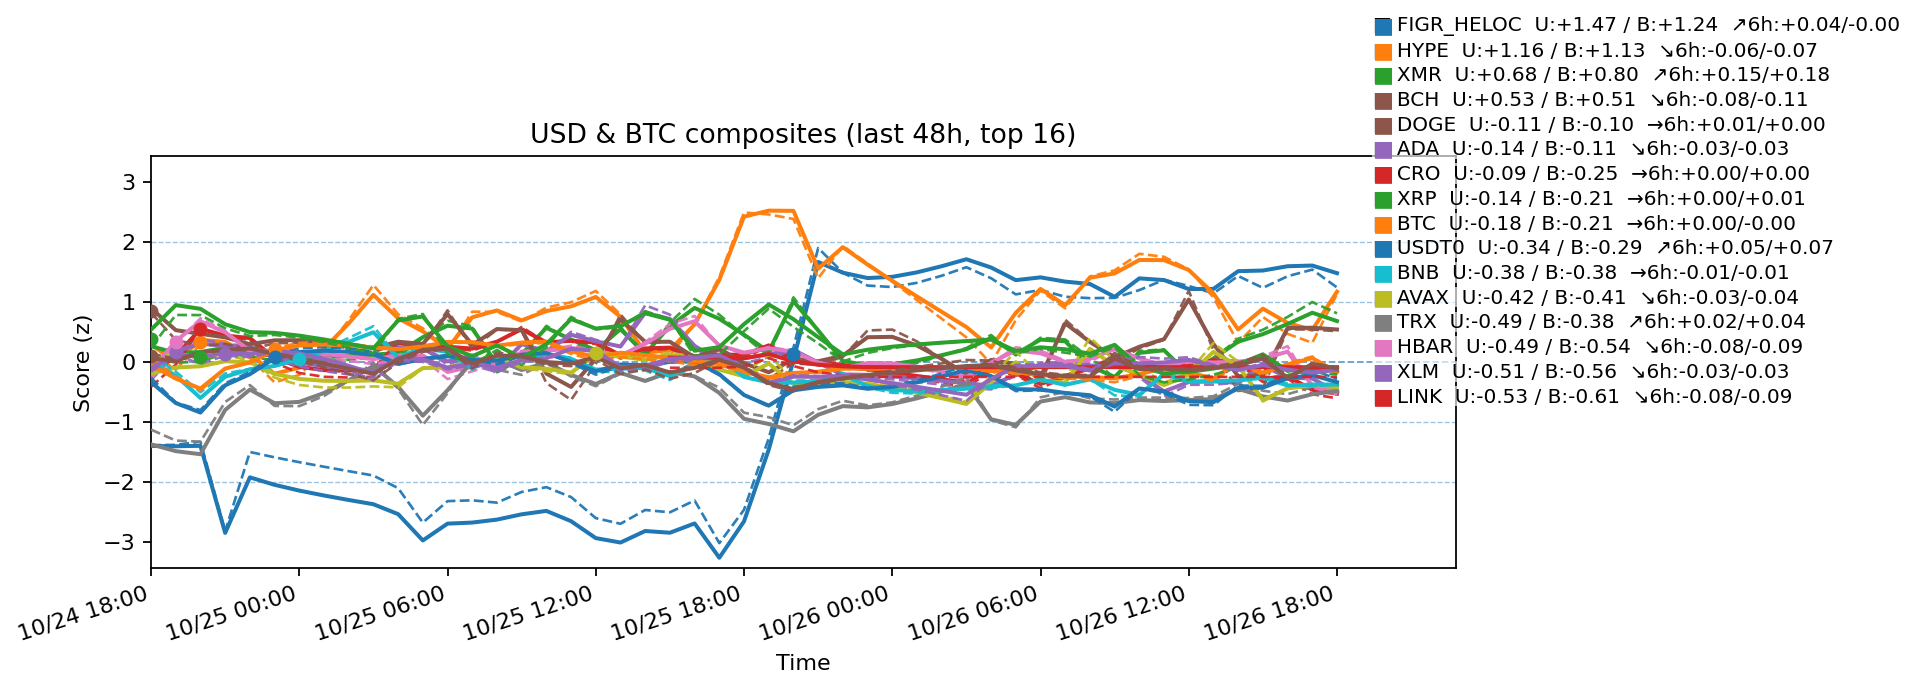 FIGR_HELOC  U:+1.47 / B:+1.24  ↗6h:+0.04/-0.00
HYPE  U:+1.16 / B:+1.13  ↘6h:-0.06/-0.07
XMR  U:+0.68 / B:+0.80  ↗6h:+0.15/+0.18
BCH  U:+0.53 / B:+0.51  ↘6h:-0.08/-0.11
DOGE  U:-0.11 / B:-0.10  →6h:+0.01/+0.00
ADA  U:-0.14 / B:-0.11  ↘6h:-0.03/-0.03
CRO  U:-0.09 / B:-0.25  →6h:+0.00/+0.00
XRP  U:-0.14 / B:-0.21  →6h:+0.00/+0.01
BTC  U:-0.18 / B:-0.21  →6h:+0.00/-0.00
USDT0  U:-0.34 / B:-0.29  ↗6h:+0.05/+0.07
BNB  U:-0.38 / B:-0.38  →6h:-0.01/-0.01
AVAX  U:-0.42 / B:-0.41  ↘6h:-0.03/-0.04
TRX  U:-0.49 / B:-0.38  ↗6h:+0.02/+0.04
HBAR  U:-0.49 / B:-0.54  ↘6h:-0.08/-0.09
XLM  U:-0.51 / B:-0.56  ↘6h:-0.03/-0.03
LINK  U:-0.53 / B:-0.61  ↘6h:-0.08/-0.09
USD & BTC composites (last 48h, top 16)
Score (z)
3
2
1
0
−1
−2
−3
10/24 18:00
10/25 00:00
10/25 06:00
10/25 12:00
10/25 18:00
10/26 00:00
10/26 06:00
10/26 12:00
10/26 18:00
Time